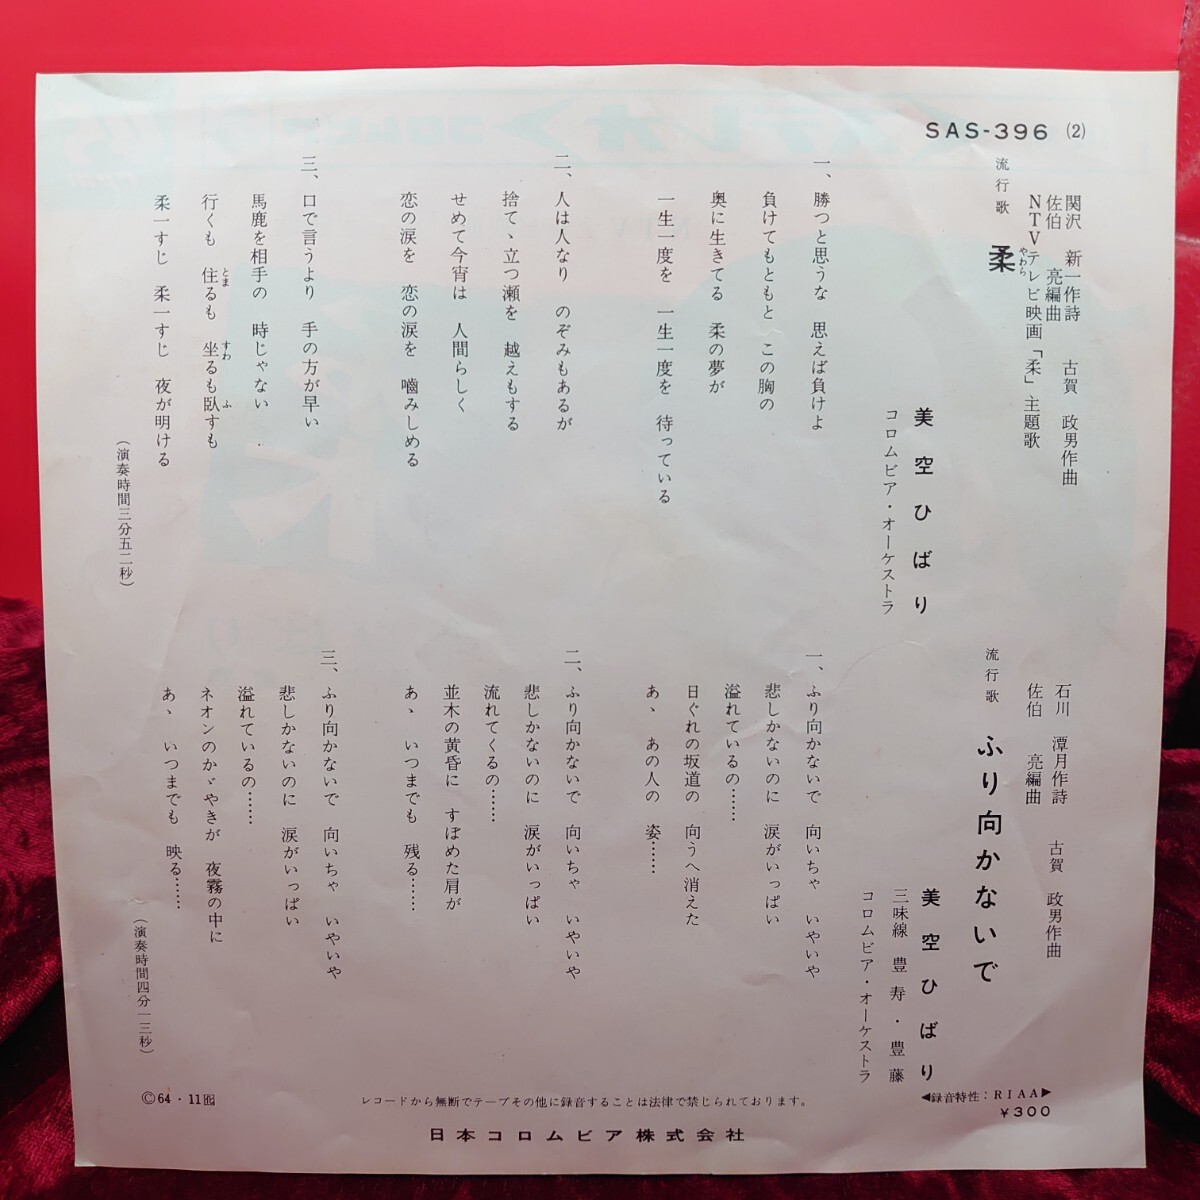 SAS-396 (2)
関沢 新一作詩 古賀 政男作曲
佐伯 亮編曲
NTVテレビ映画「柔」主題歌
流行歌 柔
やわら
美空ひばり
コロムビア・オーケストラ
一、勝つと思うな 思えば負けよ
負けてもともと この胸の
奥に生きてる 柔の夢が
一生一度を 一生一度を 待っている
二、人は人なり のぞみもあるが
捨てゝ立つ瀬を 越えもする
せめて今宵は 人間らしく
恋の涙を 恋の涙を 嚙みしめる
三、口で言うより 手の方が早い
馬鹿を相手の 時じゃない
行くも 住るも 坐るも臥すも
とま すわ ふ
柔一すじ 柔一すじ 夜が明ける
(演奏時間三分五二秒)
石川 潭月作詩 古賀 政男作曲
佐伯 亮編曲
流行歌 ふり向かないで
美空ひばり
三味線 豊寿・豊藤
コロムビア・オーケストラ
一、ふり向かないで 向いちゃ いやいや
悲しかないのに 涙がいっぱい
溢れているの……
日ぐれの坂道の 向うへ消えた
あゝ あの人の 姿……
二、ふり向かないで 向いちゃ いやいや
悲しかないのに 涙がいっぱい
流れてくるの……
並木の黄昏に すぼめた肩が
あゝ いつまでも 残る……
三、ふり向かないで 向いちゃ いやいや
悲しかないのに 涙がいっぱい
溢れているの……
ネオンのかゞやきが 夜霧の中に
あゝ いつまでも 映る……
(演奏時間四分一三秒)
Ⓒ64・11
レコードから無断でテープその他に録音することは法律で禁じられております。
◀録音特性：RIAA▶
￥300
日本コロムビア株式会社